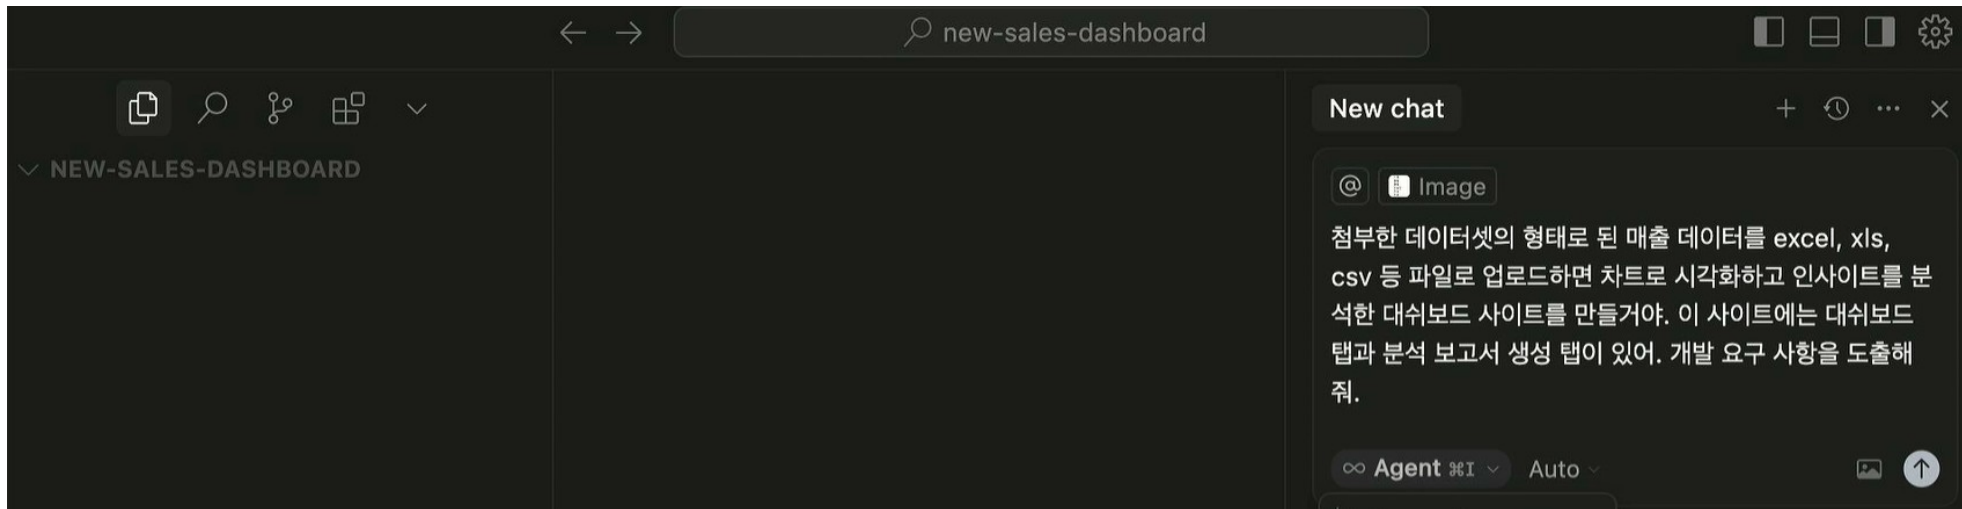 new-sales-dashboard
New chat
NEW-SALES-DASHBOARD
@ Image
첨부한 데이터셋의 형태로 된 매출 데이터를 excel, xls,
csv 등 파일로 업로드하면 차트로 시각화하고 인사이트를 분
석한 대쉬보드 사이트를 만들거야. 이 사이트에는 대쉬보드
탭과 분석 보고서 생성 탭이 있어. 개발 요구 사항을 도출해
줘.
∞ Agent ⌘I Auto